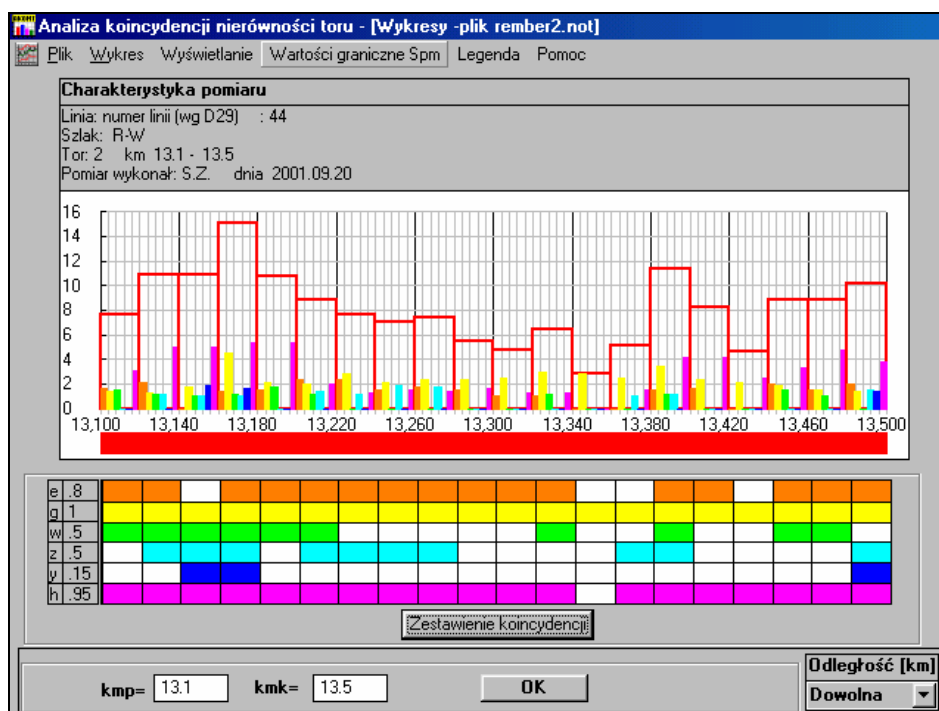 Analiza koincydencji nierówności toru - [Wykresy -plik rember2.not]
Plik Wykres Wyświetlanie Wartości graniczne Spm Legenda Pomoc
Charakterystyka pomiaru
Linia: numer linii (wg D29) : 44
Szlak: R-W
Tor: 2 km 13.1 - 13.5
Pomiar wykonał: S.Z. dnia 2001.09.20
16
14
12
10
8
6
4
2
0
13,100 13,140 13,180 13,220 13,260 13,300 13,340 13,380 13,420 13,460 13,500
e .8
g 1
w .5
z .5
y .15
h .95
Zestawienie koincydencji
Odległość [km]
kmp= 13.1 kmk= 13.5 OK Dowolna